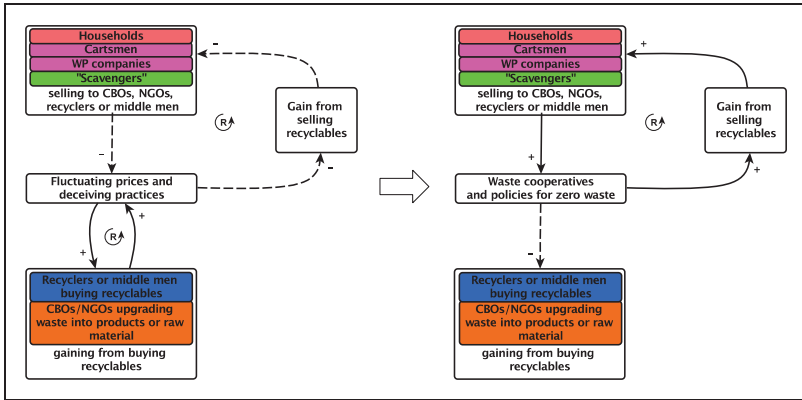 Households
Cartsmen
WP companies
"Scavengers"
selling to CBOs, NGOs,
recyclers or middle men
-
R
Gain from
selling
recyclables
-
-
Fluctuating prices and
deceiving practices
+
R
+
Recyclers or middle men
buying recyclables
CBOs/NGOs upgrading
waste into products or raw
material
gaining from buying
recyclables
Households
Cartsmen
WP companies
"Scavengers"
selling to CBOs, NGOs,
recyclers or middle men
+
R
Gain from
selling
recyclables
+
+
Waste cooperatives
and policies for zero waste
-
Recyclers or middle men
buying recyclables
CBOs/NGOs upgrading
waste into products or raw
material
gaining from buying
recyclables